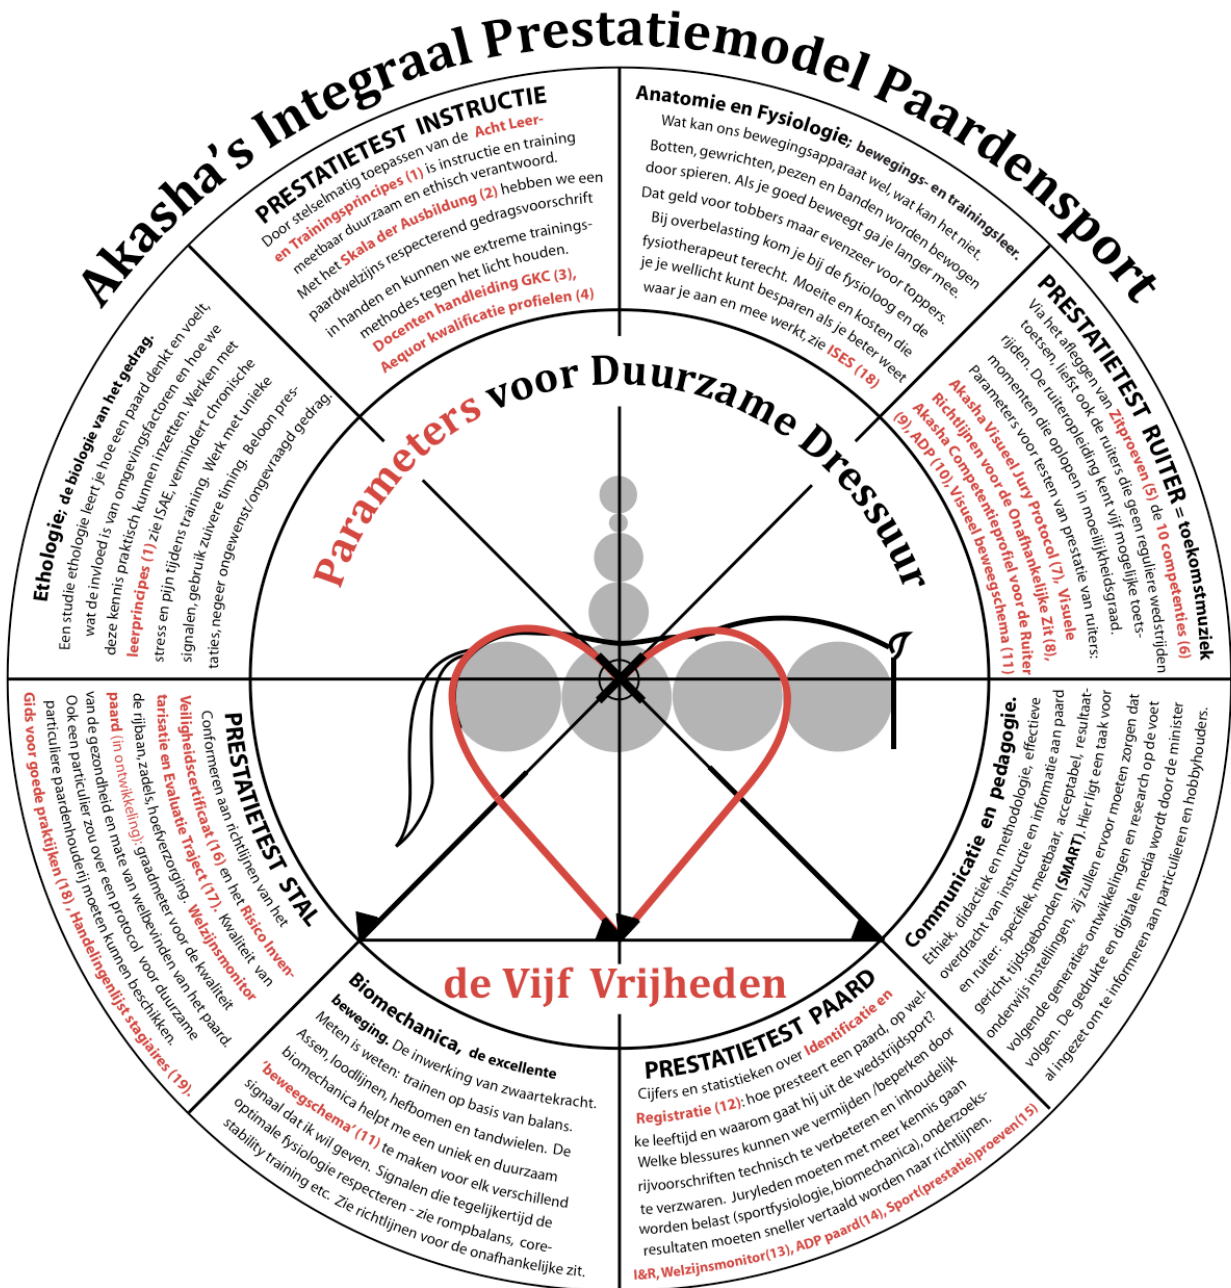 Akasha's Integraal Prestatiemodel Paardensport
PRESTATIETEST INSTRUCTIE
Door stelselmatig toepassen van de Acht Leer-
en Trainingsprincipes (1) is instructie en training
meetbaar duurzaam en ethisch verantwoord.
Met het Skala der Ausbildung (2) hebben we een
paardwelzijns respecterend gedragsvoorschrift
in handen en kunnen we extreme trainings-
methodes tegen het licht houden.
Docenten handleiding GKC (3),
Aequor kwalificatie profielen (4)
Anatomie en Fysiologie; bewegings- en trainingsleer.
Wat kan ons bewegingsapparaat wel, wat kan het niet.
Botten, gewrichten, pezen en banden worden bewogen
door spieren. Als je goed beweegt ga je langer mee.
Dat geld voor tobbers maar evenzeer voor toppers.
Bij overbelasting kom je bij de fysioloog en de
fysiotherapeut terecht. Moeite en kosten die
je je wellicht kunt besparen als je beter weet
waar je aan en mee werkt, zie ISES (18)
PRESTATIETEST RUITER = toekomstmuziek
Via het afleggen van Zitproeven (5) de 10 competenties (6)
toetsen, liefst ook de ruiters die geen reguliere wedstrijden
rijden. De ruiteropleiding kent vijf mogelijke toets-
momenten die oplopen in moeilijkheidsgraad.
Parameters voor testen van prestatie van ruiters:
Akasha Visueel Jury Protocol (7), Visuele
Richtlijnen voor de Onafhankelijke Zit (8),
Akasha Competentieprofiel voor de Ruiter
(9), ADP (10), Visueel beweegschema (11)
Communicatie en pedagogie.
Ethiek, didactiek en methodologie, effectieve
overdracht van instructie en informatie aan paard
en ruiter: specifiek, meetbaar, acceptabel, resultaat-
gericht, tijdsgebonden (SMART). Hier ligt een taak voor
onderwijs instellingen, zij zullen ervoor moeten zorgen dat
volgende generaties ontwikkelingen en research op de voet
volgen. De gedrukte en digitale media wordt door de minister
al ingezet om te informeren aan particulieren en hobbyhouders.
PRESTATIETEST PAARD
Cijfers en statistieken over Identificatie en
Registratie (12): hoe presteert een paard, op wel-
ke leeftijd en waarom gaat hij uit de wedstrijdsport?
Welke blessures kunnen we vermijden /beperken door
rijvoorschriften technisch te verbeteren en inhoudelijk
te verzwaren. Juryleden moeten met meer kennis gaan
worden belast (sportfysiologie, biomechanica), onderzoeks-
resultaten moeten sneller vertaald worden naar richtlijnen.
I&R, Welzijnsmonitor(13), ADP paard(14), Sport(prestatie)proeven(15)
Biomechanica, de excellente
beweging. De inwerking van zwaartekracht.
Meten is weten: trainen op basis van balans.
Assen, loodlijnen, hefbomen en tandwielen. De
biomechanica helpt me een uniek en duurzaam
'beweegschema' (11) te maken voor elk verschillend
signaal dat ik wil geven. Signalen die tegelijkertijd de
optimale fysiologie respecteren - zie rompbalans, core-
stability training etc. Zie richtlijnen voor de onafhankelijke zit.
PRESTATIETEST STAL
Conformeren aan richtlijnen van het
Veiligheidscertificaat (16) en het Risico Inven-
tarisatie en Evaluatie Traject (17). Kwaliteit van
de rijbaan, zadels, hoefverzorging. Welzijnsmonitor
paard (in ontwikkeling): graadmeter voor de kwaliteit
van de gezondheid en mate van welbevinden van het paard.
Ook een particulier zou over een protocol voor duurzame
particuliere paardenhouderij moeten kunnen beschikken.
Gids voor goede praktijken (18), Handelingenlijst stagiaires (19).
Ethologie; de biologie van het gedrag.
Een studie ethologie leert je hoe een paard denkt en voelt,
wat de invloed is van omgevingsfactoren en hoe we
deze kennis praktisch kunnen inzetten. Werken met
leerprincipes (1) zie ISAE, vermindert chronische
stress en pijn tijdens training. Werk met unieke
signalen, gebruik zuivere timing. Beloon pres-
taties, negeer ongewenst/ongevraagd gedrag.
Parameters voor Duurzame Dressuur
de Vijf Vrijheden